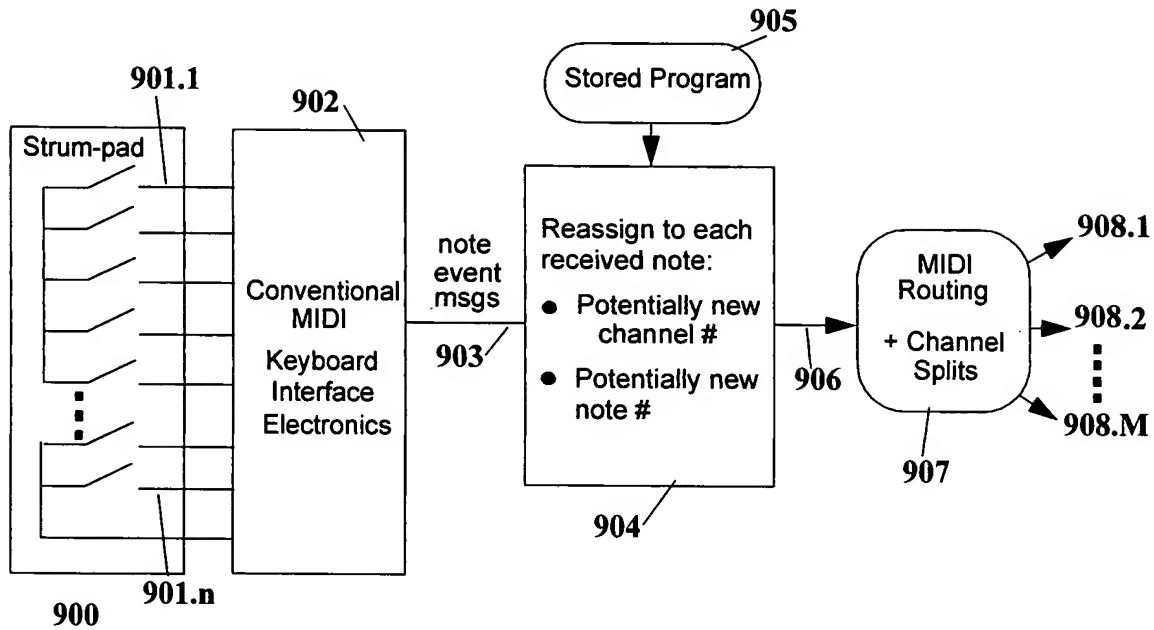 905
Stored Program
901.1
902
Strum-pad
Conventional
MIDI
Keyboard
Interface
Electronics
note
event
msgs
903
Reassign to each
received note:
● Potentially new
channel #
● Potentially new
note #
904
906
MIDI
Routing
+ Channel
Splits
907
908.1
908.2
908.M
901.n
900